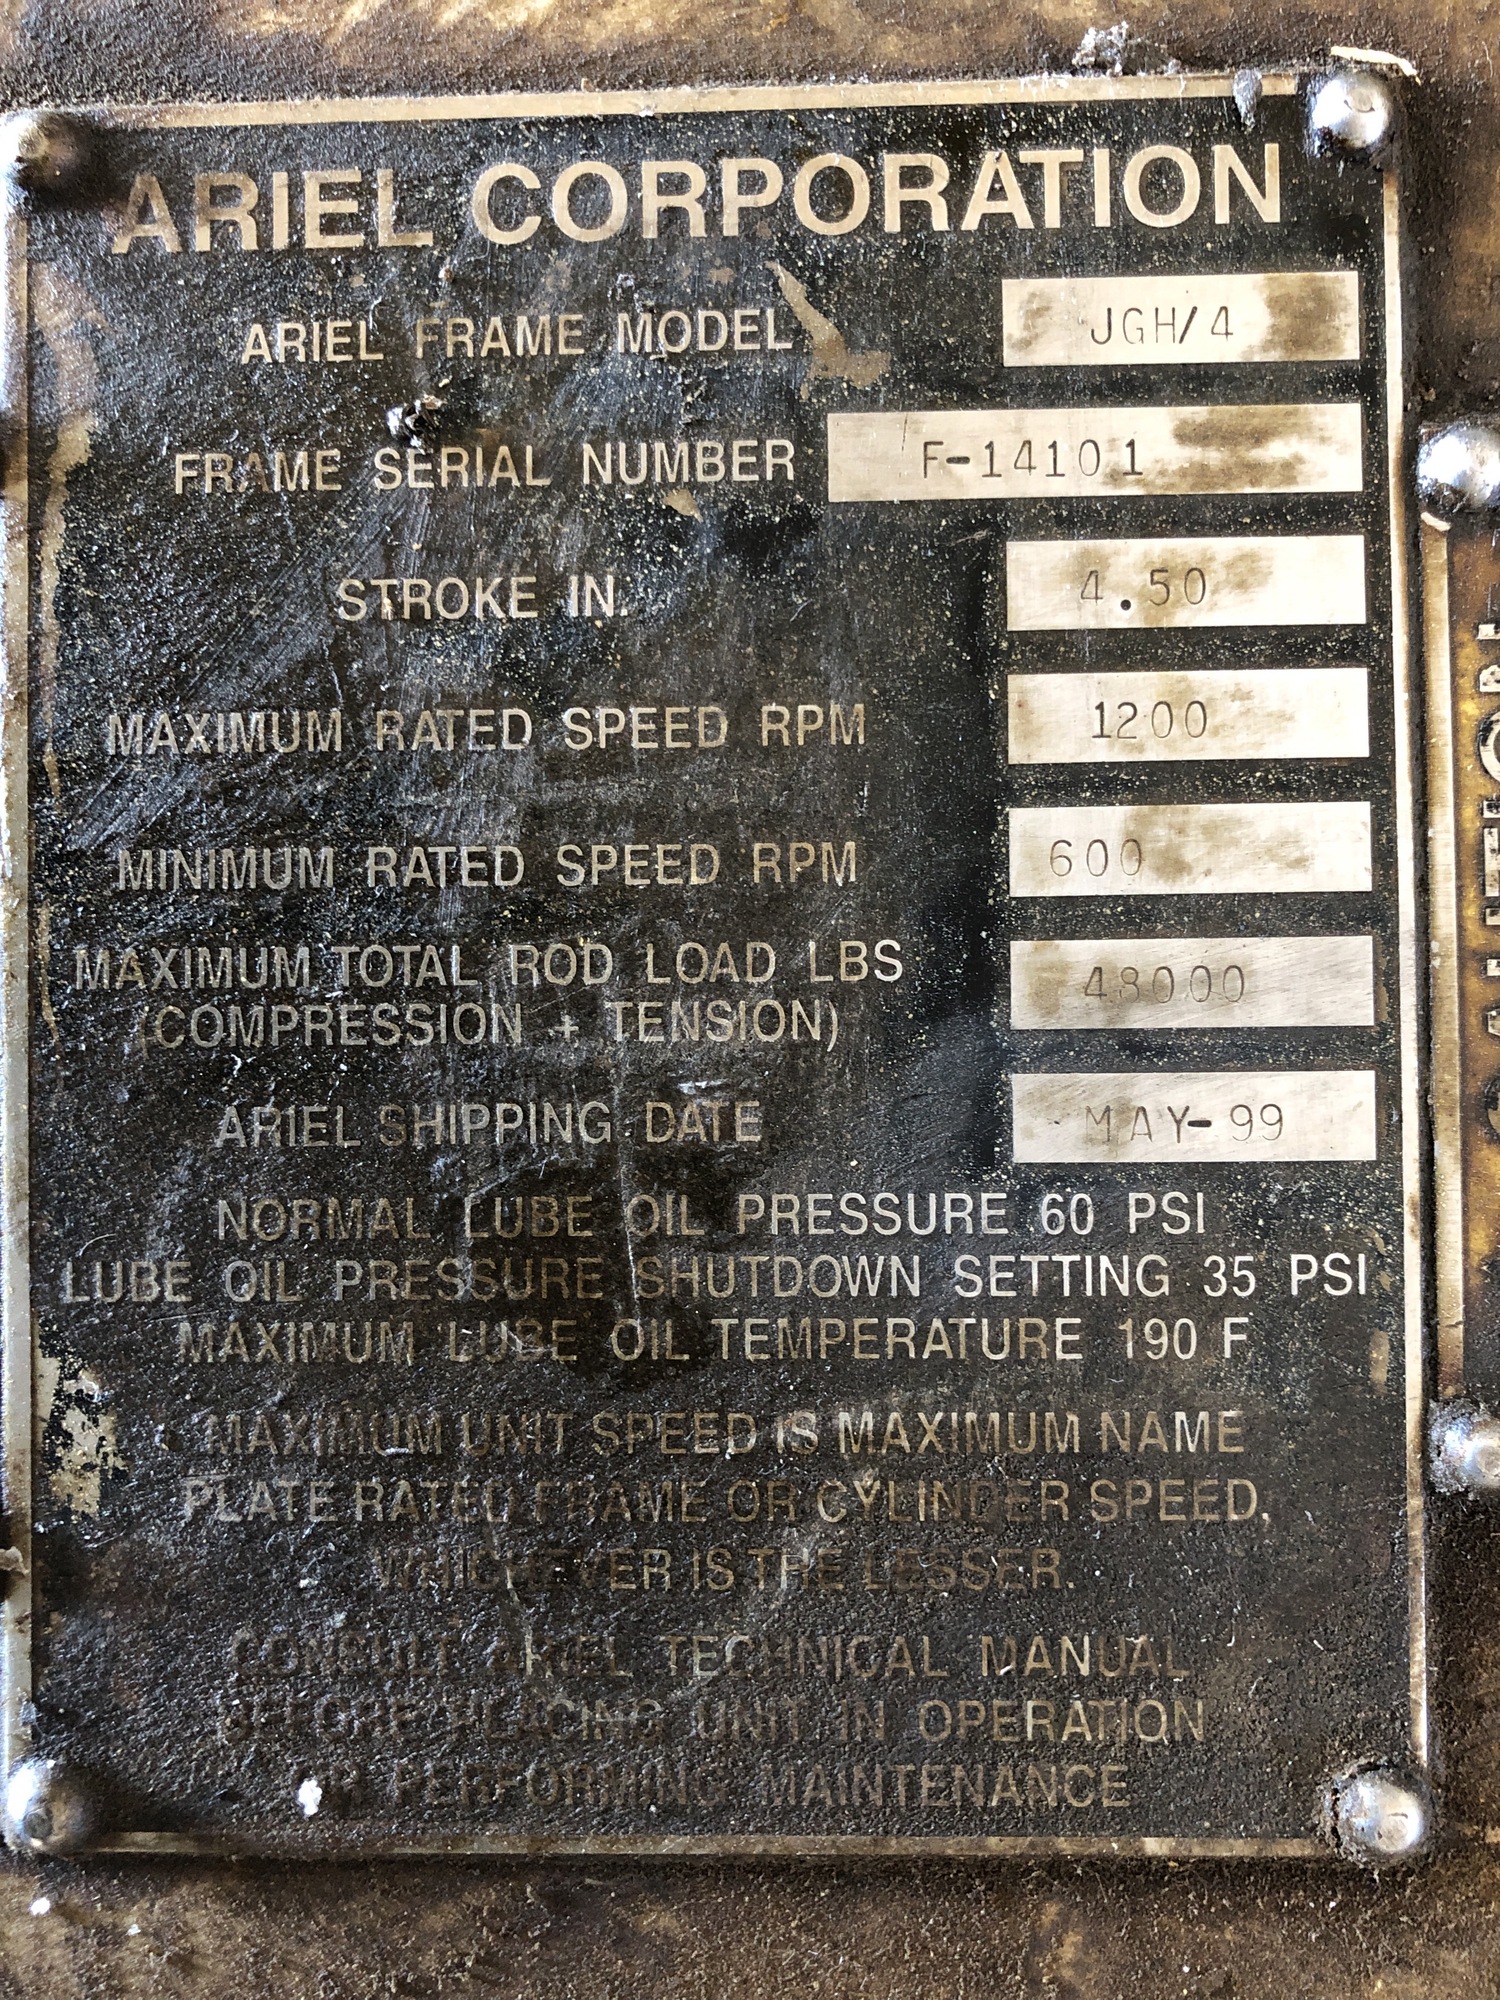 ARIEL CORPORATION
ARIEL FRAME MODEL JGH/4
FRAME SERIAL NUMBER F-14101
STROKE IN. 4.50
MAXIMUM RATED SPEED RPM 1200
MINIMUM RATED SPEED RPM 600
MAXIMUM TOTAL ROD LOAD LBS 48000
(COMPRESSION + TENSION)
ARIEL SHIPPING DATE MAY-99
NORMAL LUBE OIL PRESSURE 60 PSI
LUBE OIL PRESSURE SHUTDOWN SETTING 35 PSI
MAXIMUM LUBE OIL TEMPERATURE 190 F
MAXIMUM UNIT SPEED IS MAXIMUM NAME
PLATE RATED FRAME OR CYLINDER SPEED,
WHICHEVER IS THE LESSER.
CONSULT ARIEL TECHNICAL MANUAL
BEFORE PLACING UNIT IN OPERATION
OR PERFORMING MAINTENANCE